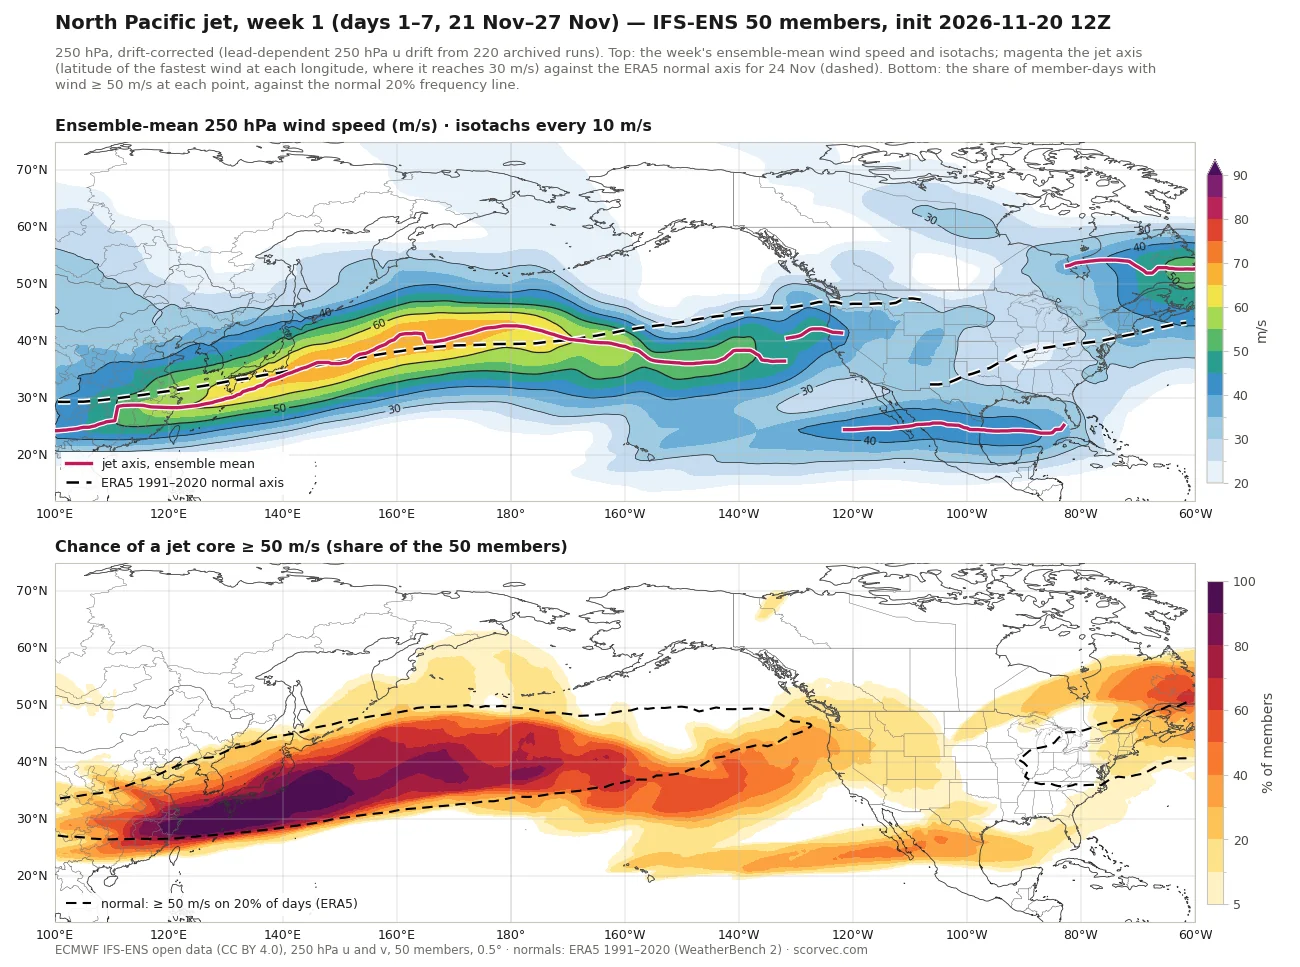 North Pacific jet, week 1 (days 1–7, 21 Nov–27 Nov) — IFS-ENS 50 members, init 2026-11-20 12Z
250 hPa, drift-corrected (lead-dependent 250 hPa u drift from 220 archived runs). Top: the week's ensemble-mean wind speed and isotachs; magenta the jet axis
(latitude of the fastest wind at each longitude, where it reaches 30 m/s) against the ERA5 normal axis for 24 Nov (dashed). Bottom: the share of member-days with
wind ≥ 50 m/s at each point, against the normal 20% frequency line.
Ensemble-mean 250 hPa wind speed (m/s) · isotachs every 10 m/s
70°N
60°N
50°N
40°N
30°N
20°N
30
30
40
50
40
60
50
30
30
40
jet axis, ensemble mean
ERA5 1991–2020 normal axis
100°E 120°E 140°E 160°E 180° 160°W 140°W 120°W 100°W 80°W 60°W
90
80
70
60
50
40
30
20
m/s
Chance of a jet core ≥ 50 m/s (share of the 50 members)
70°N
60°N
50°N
40°N
30°N
20°N
normal: ≥ 50 m/s on 20% of days (ERA5)
100°E 120°E 140°E 160°E 180° 160°W 140°W 120°W 100°W 80°W 60°W
100
80
60
40
20
5
% of members
ECMWF IFS-ENS open data (CC BY 4.0), 250 hPa u and v, 50 members, 0.5° · normals: ERA5 1991–2020 (WeatherBench 2) · scorvec.com